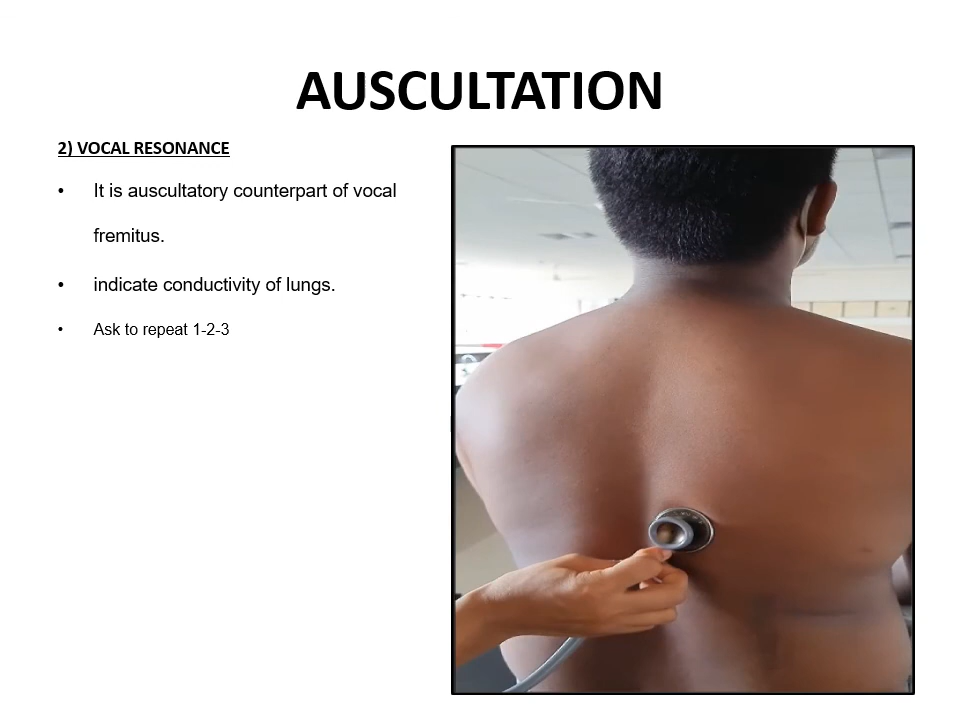 AUSCULTATION
2) VOCAL RESONANCE
• It is auscultatory counterpart of vocal
fremitus.
• indicate conductivity of lungs.
• Ask to repeat 1-2-3